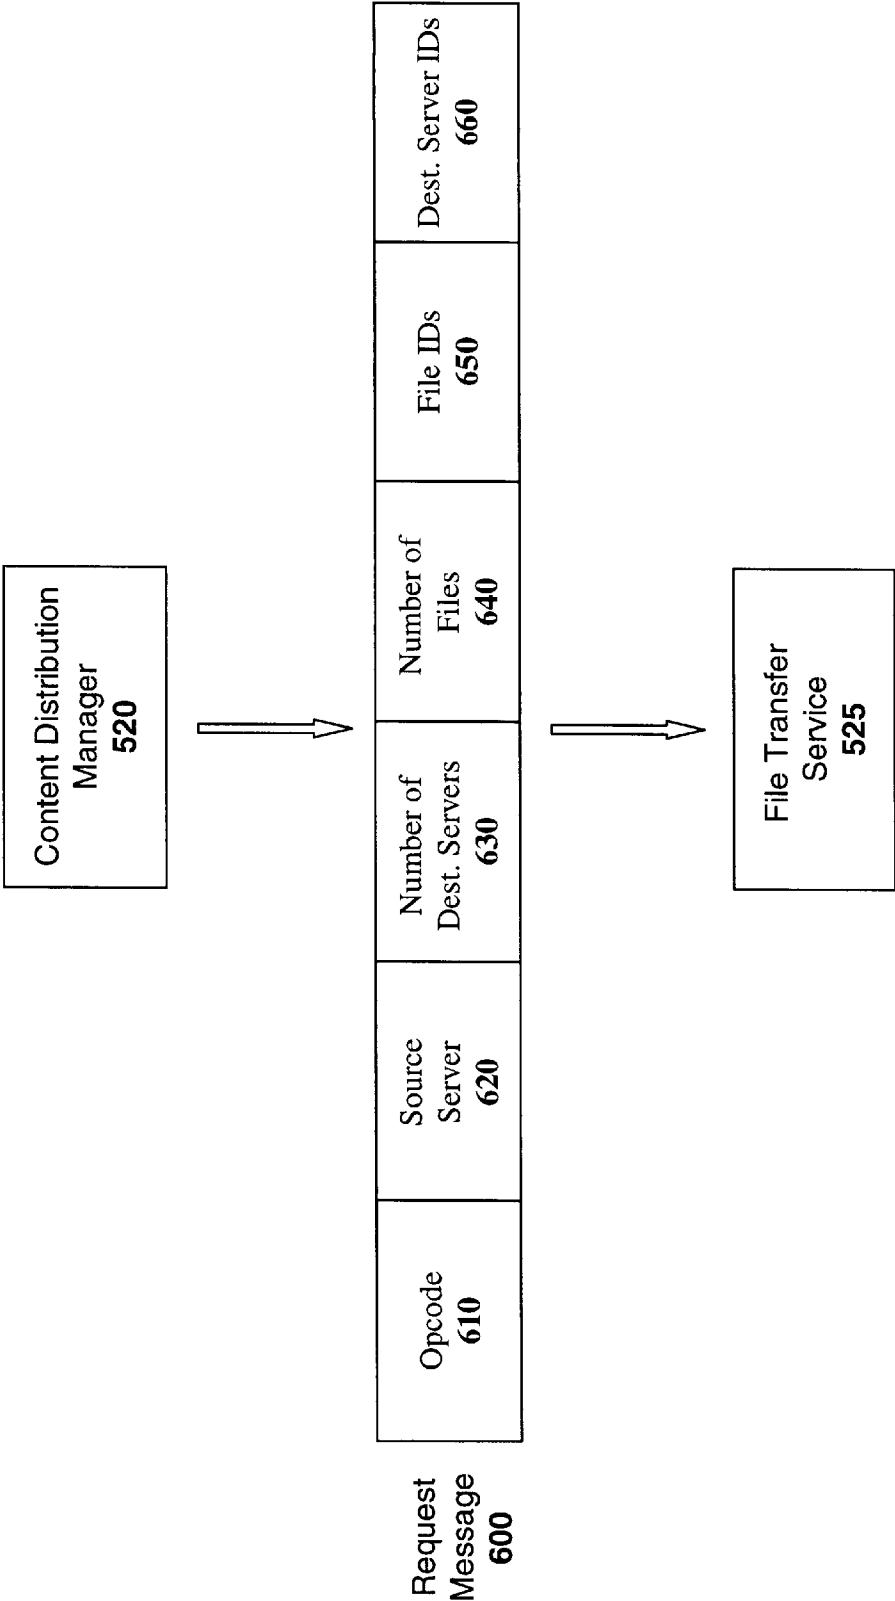 Content Distribution
Manager
520
Request
Message
600
Opcode
610
Source
Server
620
Number of
Dest. Servers
630
Number of
Files
640
File IDs
650
Dest. Server IDs
660
File Transfer
Service
525